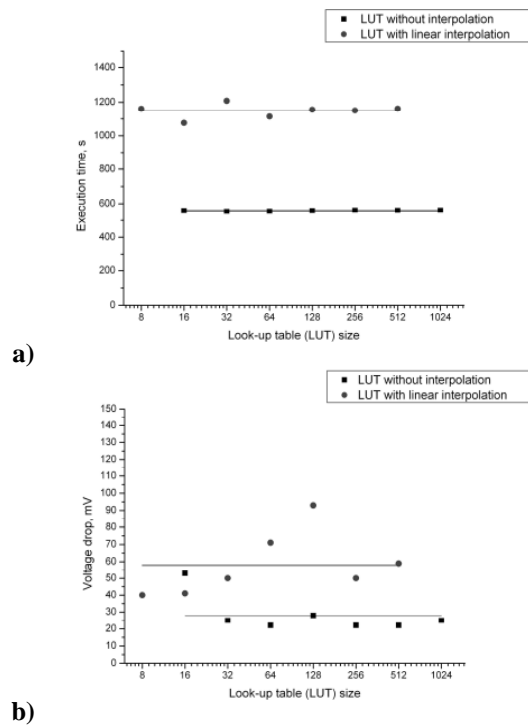 LUT without interpolation
LUT with linear interpolation
1400
1200
1000
800
600
400
200
0
Execution time, s
8 16 32 64 128 256 512 1024
Look-up table (LUT) size
a)
LUT without interpolation
LUT with linear interpolation
150
140
130
120
110
100
90
80
70
60
50
40
30
20
10
0
Voltage drop, mV
8 16 32 64 128 256 512 1024
Look-up table (LUT) size
b)